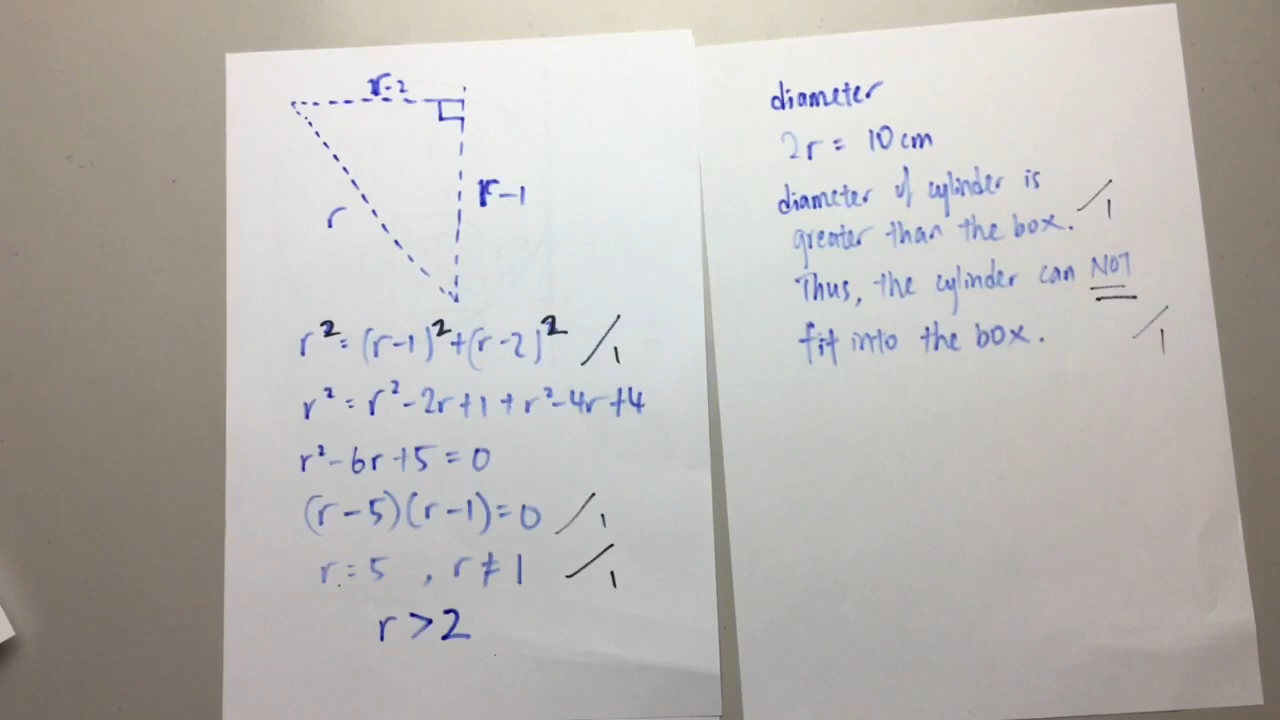 r-2
r-1
r
r² = (r-1)² + (r-2)² /1
r² = r² - 2r + 1 + r² - 4r + 4
r² - 6r + 5 = 0
(r-5)(r-1) = 0 /1
r = 5 , r ≠ 1 /1
r > 2
diameter
2r = 10 cm
diameter of cylinder is
greater than the box. /1
Thus, the cylinder can NOT
fit into the box. /1